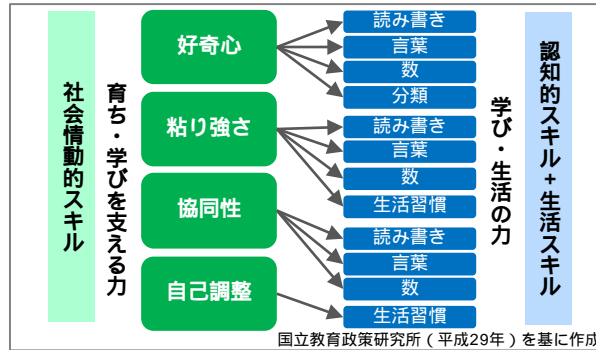 社会情動的スキル
育ち・学びを支える力
好奇心
粘り強さ
協同性
自己調整
読み書き
言葉
数
分類
読み書き
言葉
数
生活習慣
読み書き
言葉
数
生活習慣
学び・生活の力
認知的スキル+生活スキル
国立教育政策研究所(平成29年)を基に作成